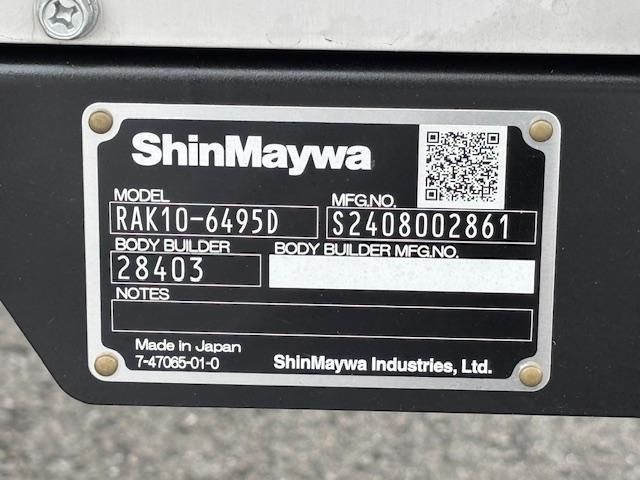 ShinMaywa
MODEL MFG.NO.
RAK10-6495D S2408002861
BODY BUILDER BODY BUILDER MFG.NO.
28403
NOTES
Made in Japan
7-47065-01-0 ShinMaywa Industries, Ltd.